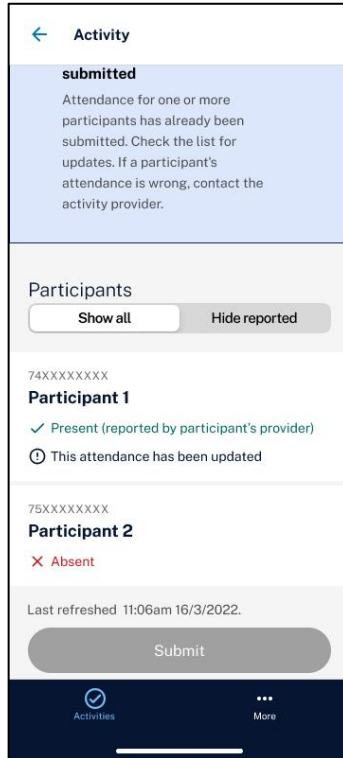 Activity
submitted
Attendance for one or more
participants has already been
submitted. Check the list for
updates. If a participant's
attendance is wrong, contact the
activity provider.
Participants
Show all Hide reported
74XXXXXXXX
Participant 1
Present (reported by participant's provider)
This attendance has been updated
75XXXXXXXX
Participant 2
Absent
Last refreshed 11:06am 16/3/2022.
Submit
Activities More